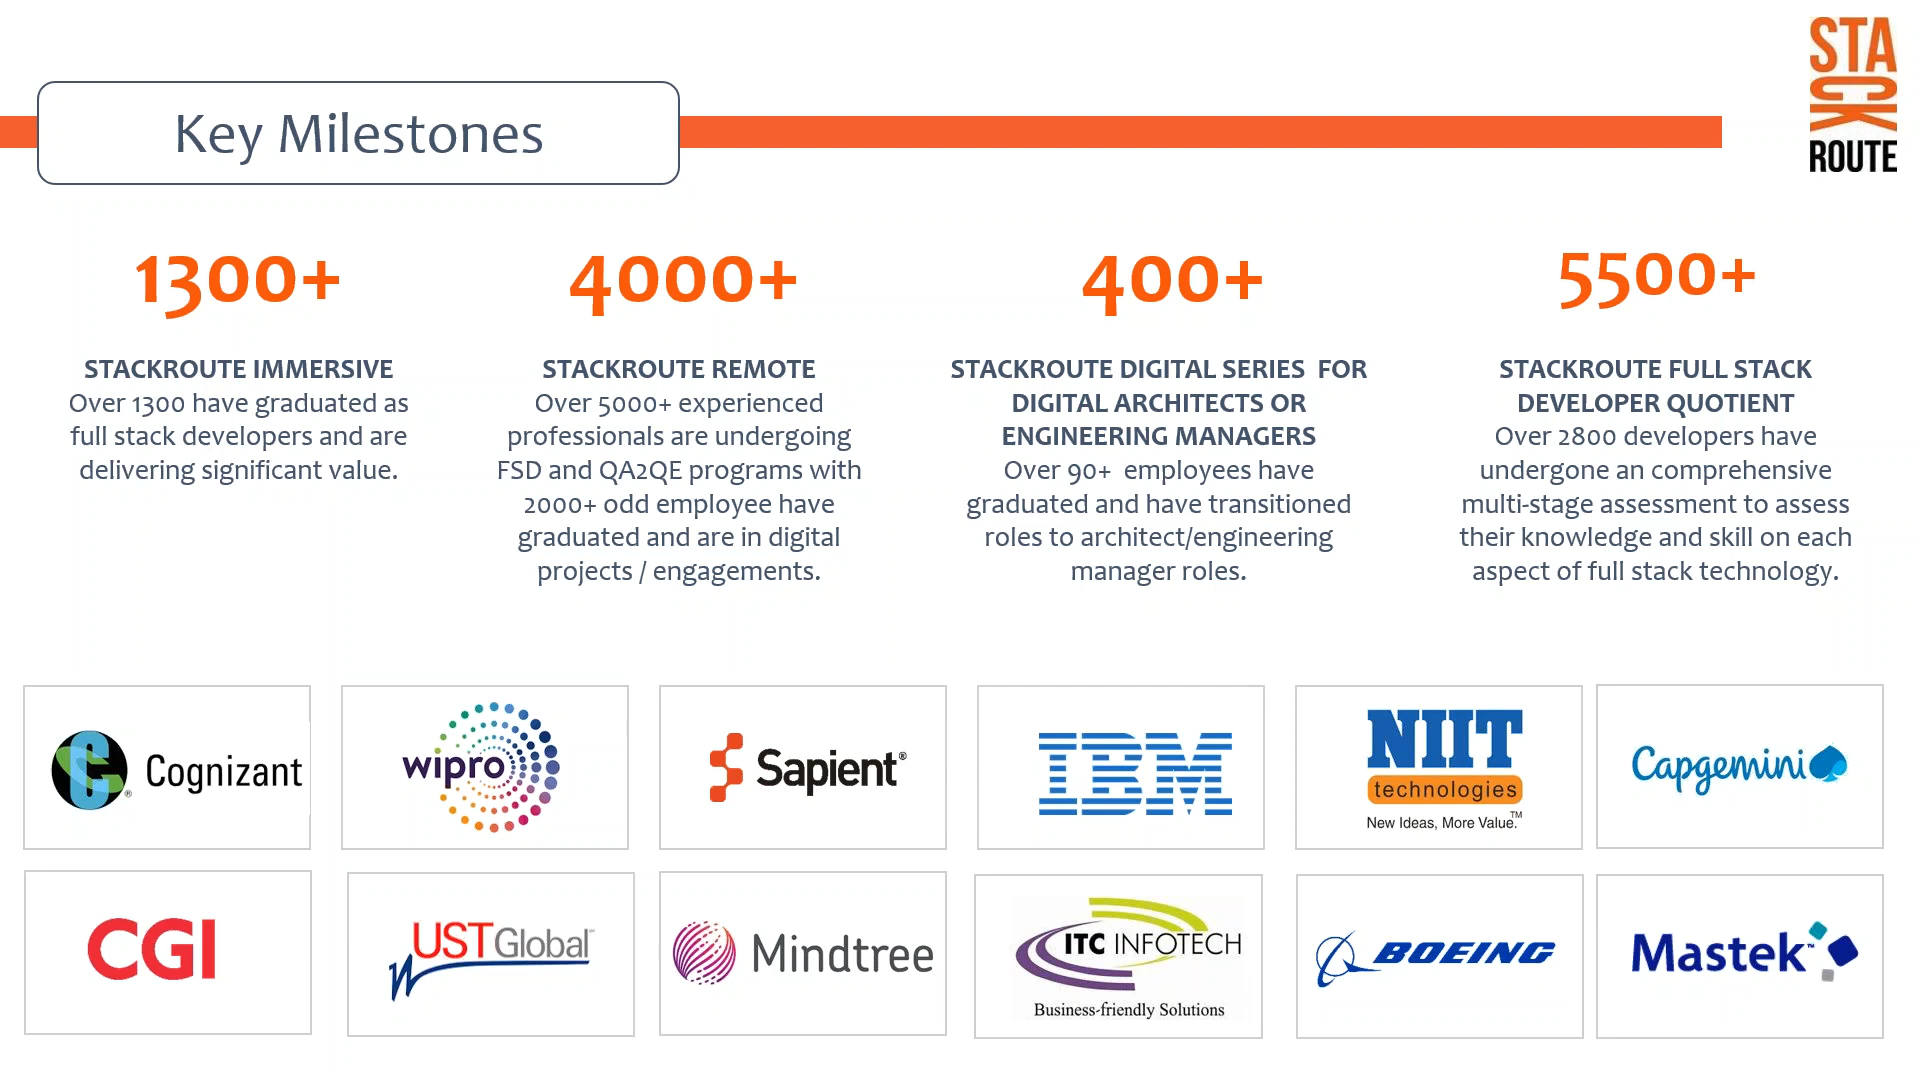 STA
CK
ROUTE
Key Milestones
1300+
STACKROUTE IMMERSIVE
Over 1300 have graduated as
full stack developers and are
delivering significant value.
4000+
STACKROUTE REMOTE
Over 5000+ experienced
professionals are undergoing
FSD and QA2QE programs with
2000+ odd employee have
graduated and are in digital
projects / engagements.
400+
STACKROUTE DIGITAL SERIES  FOR
DIGITAL ARCHITECTS OR
ENGINEERING MANAGERS
Over 90+  employees have
graduated and have transitioned
roles to architect/engineering
manager roles.
5500+
STACKROUTE FULL STACK
DEVELOPER QUOTIENT
Over 2800 developers have
undergone an comprehensive
multi-stage assessment to assess
their knowledge and skill on each
aspect of full stack technology.
Cognizant
®
wipro
Sapient®
IBM
NIIT
technologies
New Ideas, More Value.™
Capgemini
CGI
UST Global™
Mindtree
ITC INFOTECH
Business-friendly Solutions
BOEING
Mastek™